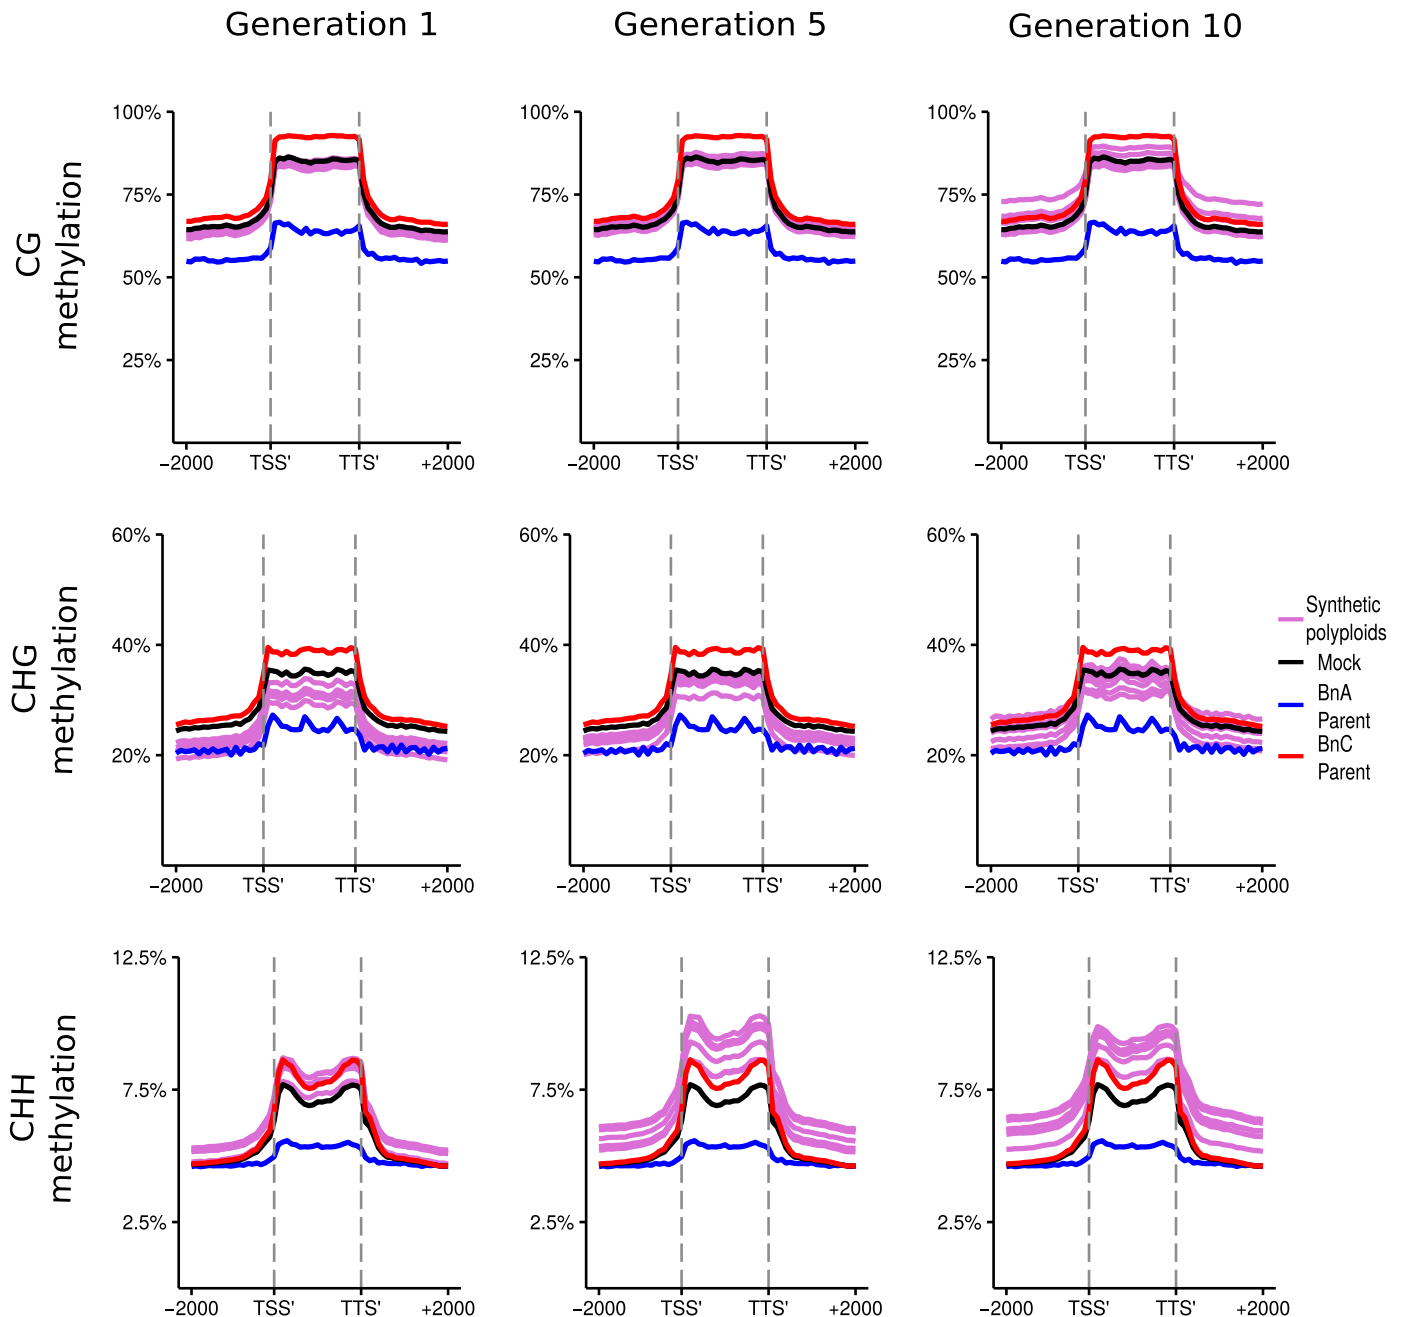 Generation 1
Generation 5
Generation 10
CG
methylation
100%
75%
50%
25%
−2000
TSS'
TTS'
+2000
100%
75%
50%
25%
−2000
TSS'
TTS'
+2000
100%
75%
50%
25%
−2000
TSS'
TTS'
+2000
CHG
methylation
60%
40%
20%
−2000
TSS'
TTS'
+2000
60%
40%
20%
−2000
TSS'
TTS'
+2000
60%
40%
20%
−2000
TSS'
TTS'
+2000
Synthetic
polyploids
Mock
BnA
Parent
BnC
Parent
CHH
methylation
12.5%
7.5%
2.5%
−2000
TSS'
TTS'
+2000
12.5%
7.5%
2.5%
−2000
TSS'
TTS'
+2000
12.5%
7.5%
2.5%
−2000
TSS'
TTS'
+2000